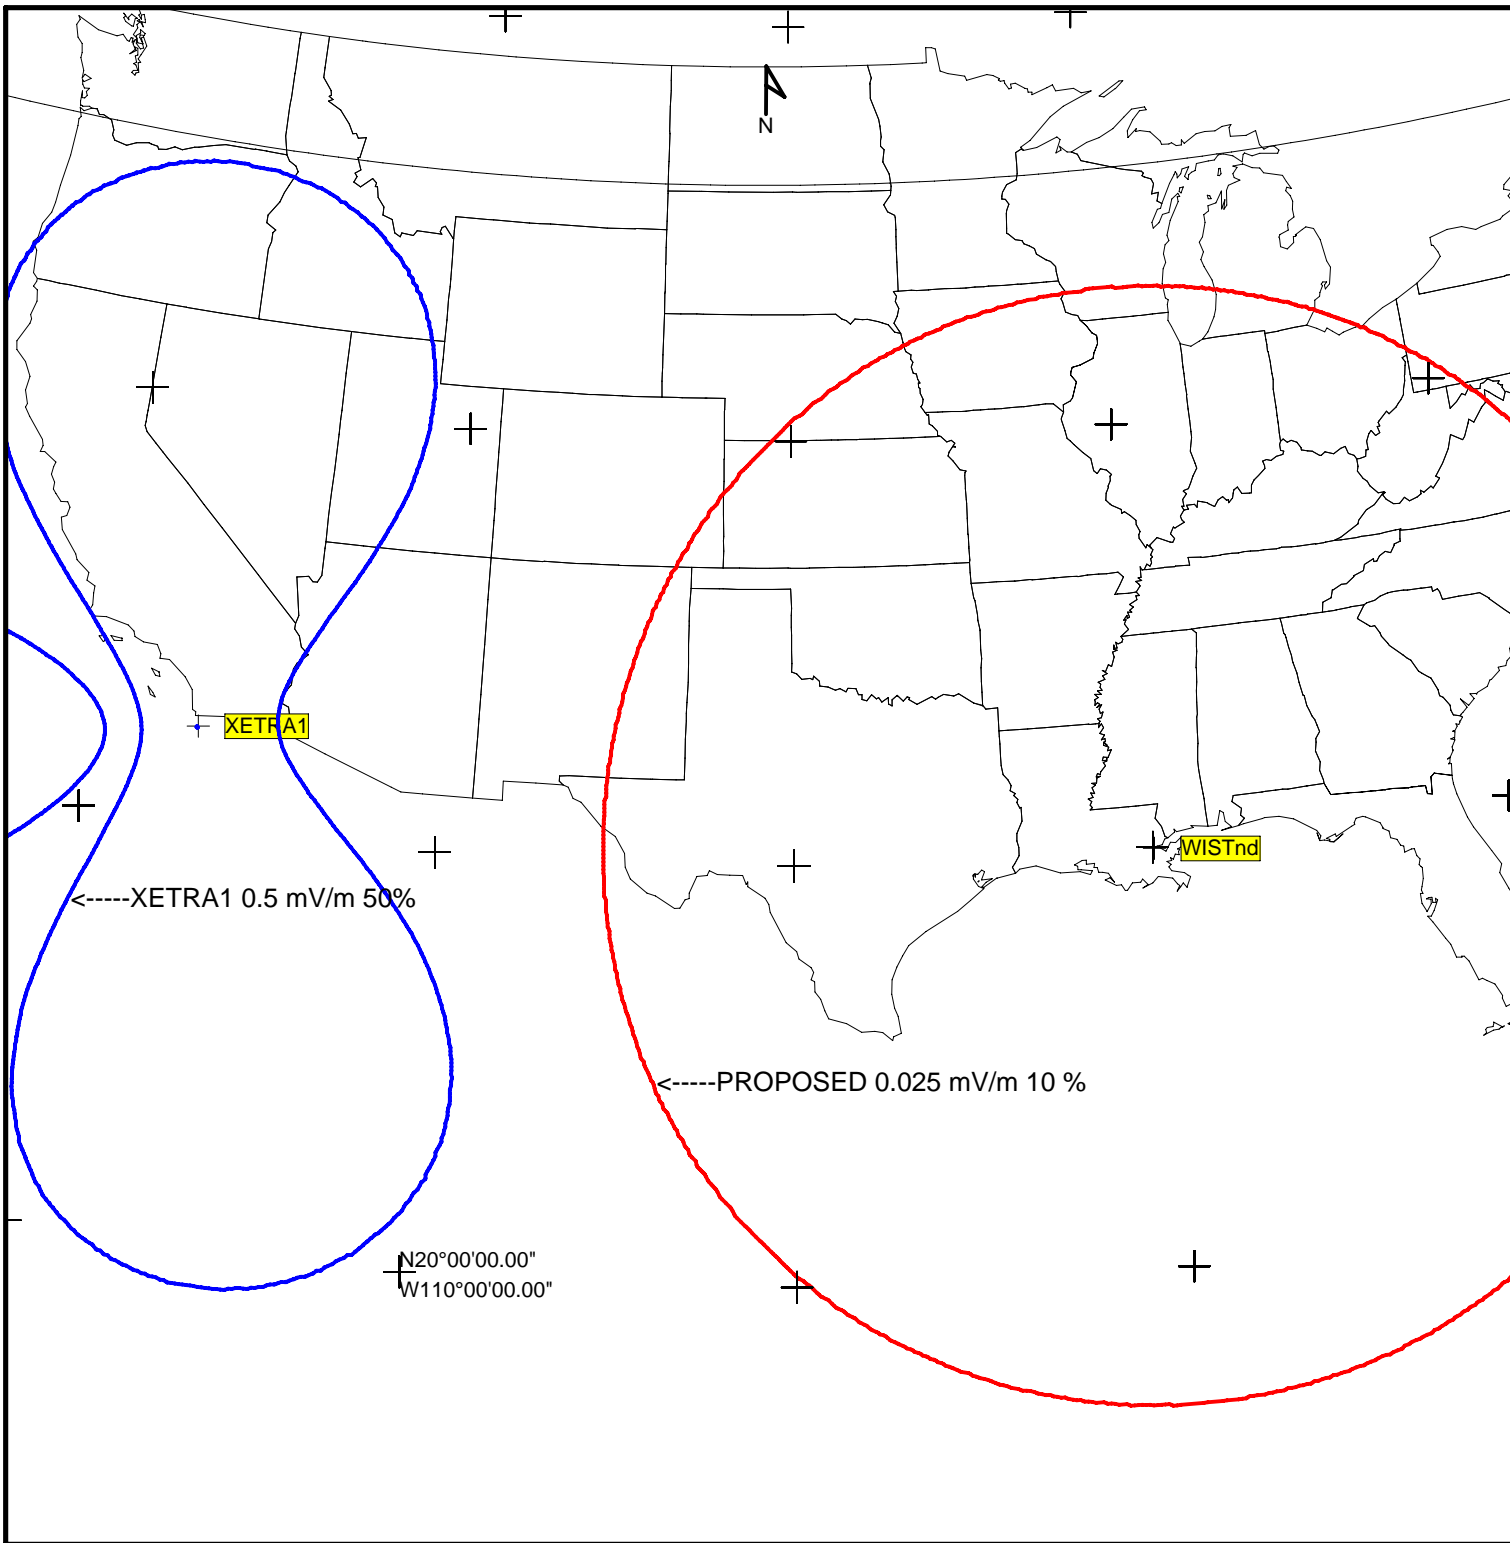 N
XETRA1
WISTnd
<-----XETRA1 0.5 mV/m 50%
<-----PROPOSED 0.025 mV/m 10 %
N20°00'00.00"
W110°00'00.00"